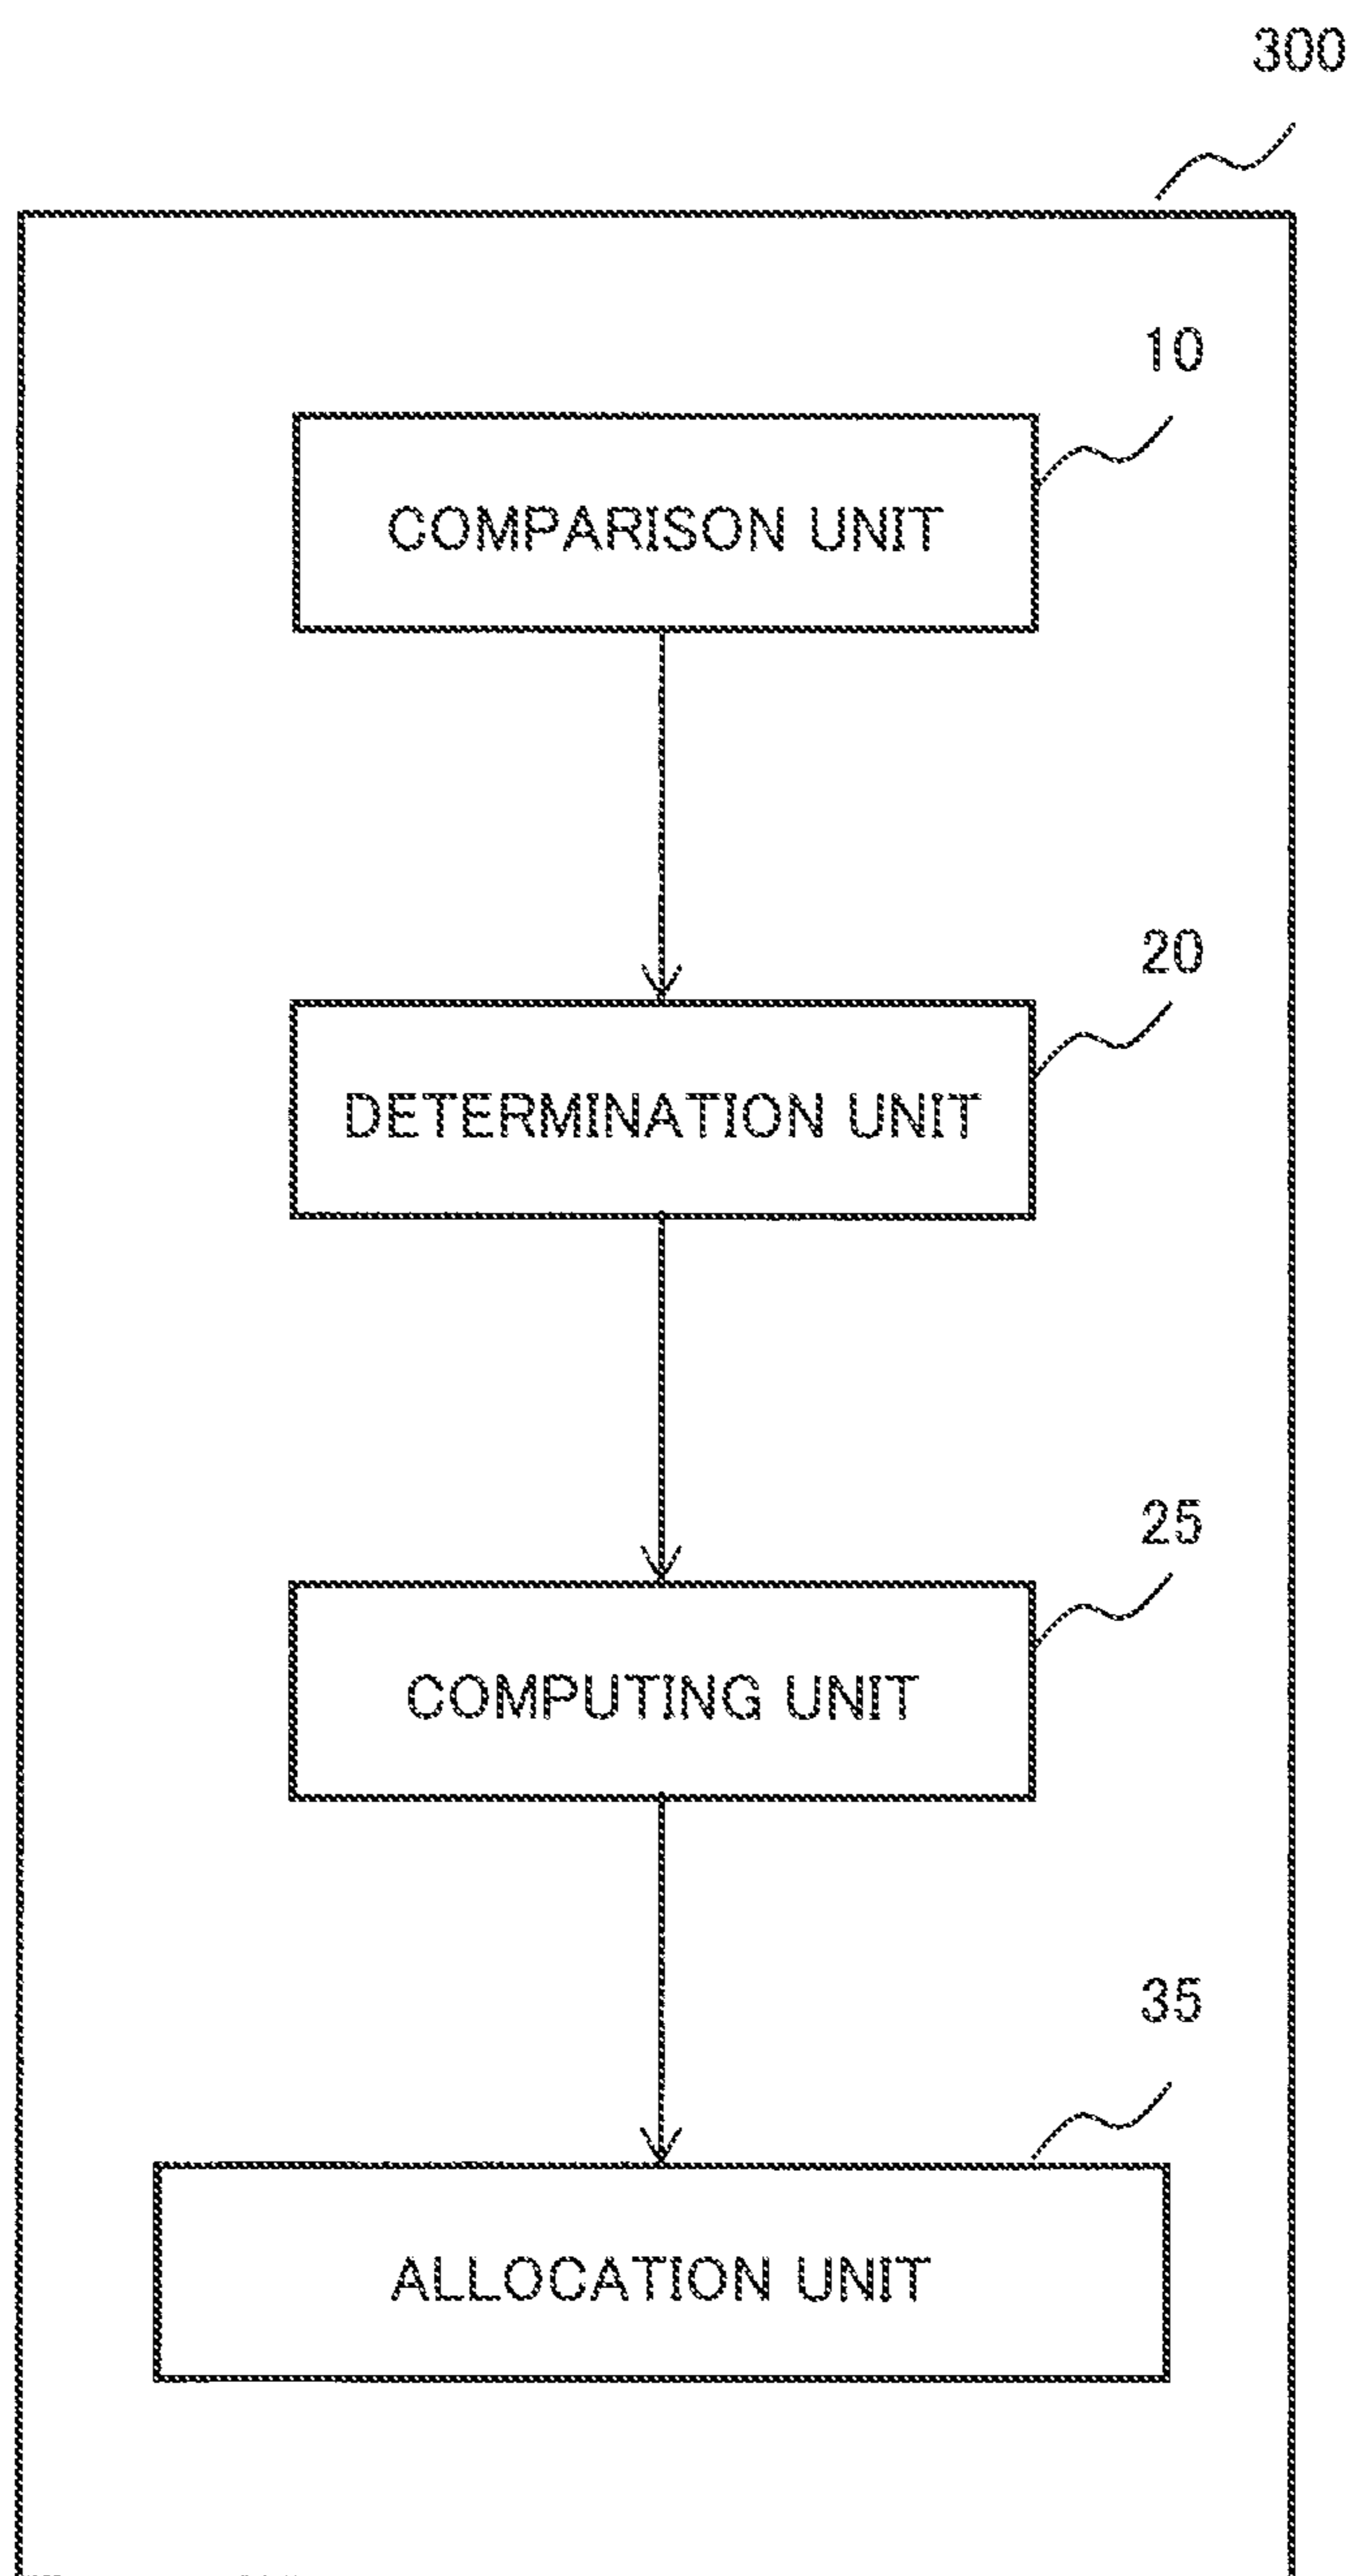 300
10
COMPARISON UNIT
20
DETERMINATION UNIT
25
COMPUTING UNIT
35
ALLOCATION UNIT